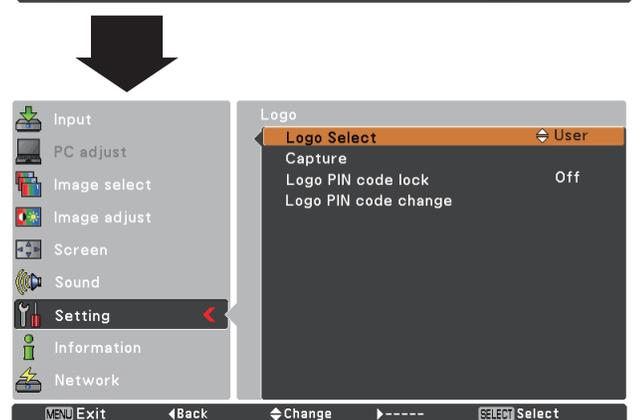 Input
PC adjust
Image select
Image adjust
Screen
Sound
Setting
Information
Network
Logo
Logo Select User
Capture
Logo PIN code lock Off
Logo PIN code change
MENU Exit Back Change ----- SELECT Select